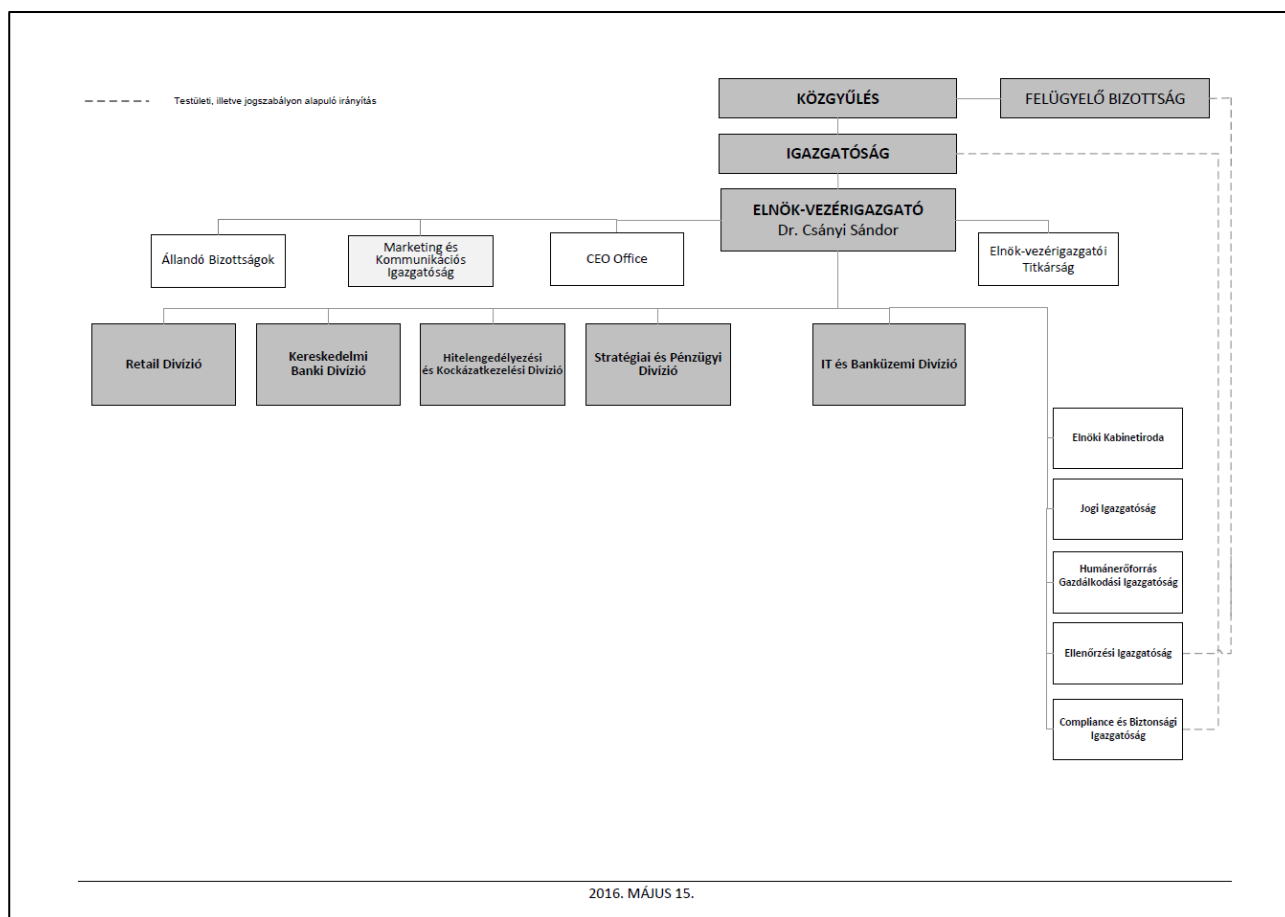 Testületi, illetve jogszabályon alapuló irányítás
KÖZGYŰLÉS
FELÜGYELŐ BIZOTTSÁG
IGAZGATÓSÁG
ELNÖK-VEZÉRIGAZGATÓ
Dr. Csányi Sándor
Állandó Bizottságok
Marketing és
Kommunikációs
Igazgatóság
CEO Office
Elnök-vezérigazgatói
Titkárság
Retail Divízió
Kereskedelmi
Banki Divízió
Hitelengedélyezési
és Kockázatkezelési Divízió
Stratégiai és Pénzügyi
Divízió
IT és Banküzemi Divízió
Elnöki Kabinetiroda
Jogi Igazgatóság
Humánerőforrás
Gazdálkodási Igazgatóság
Ellenőrzési Igazgatóság
Compliance és Biztonsági
Igazgatóság
2016. MÁJUS 15.